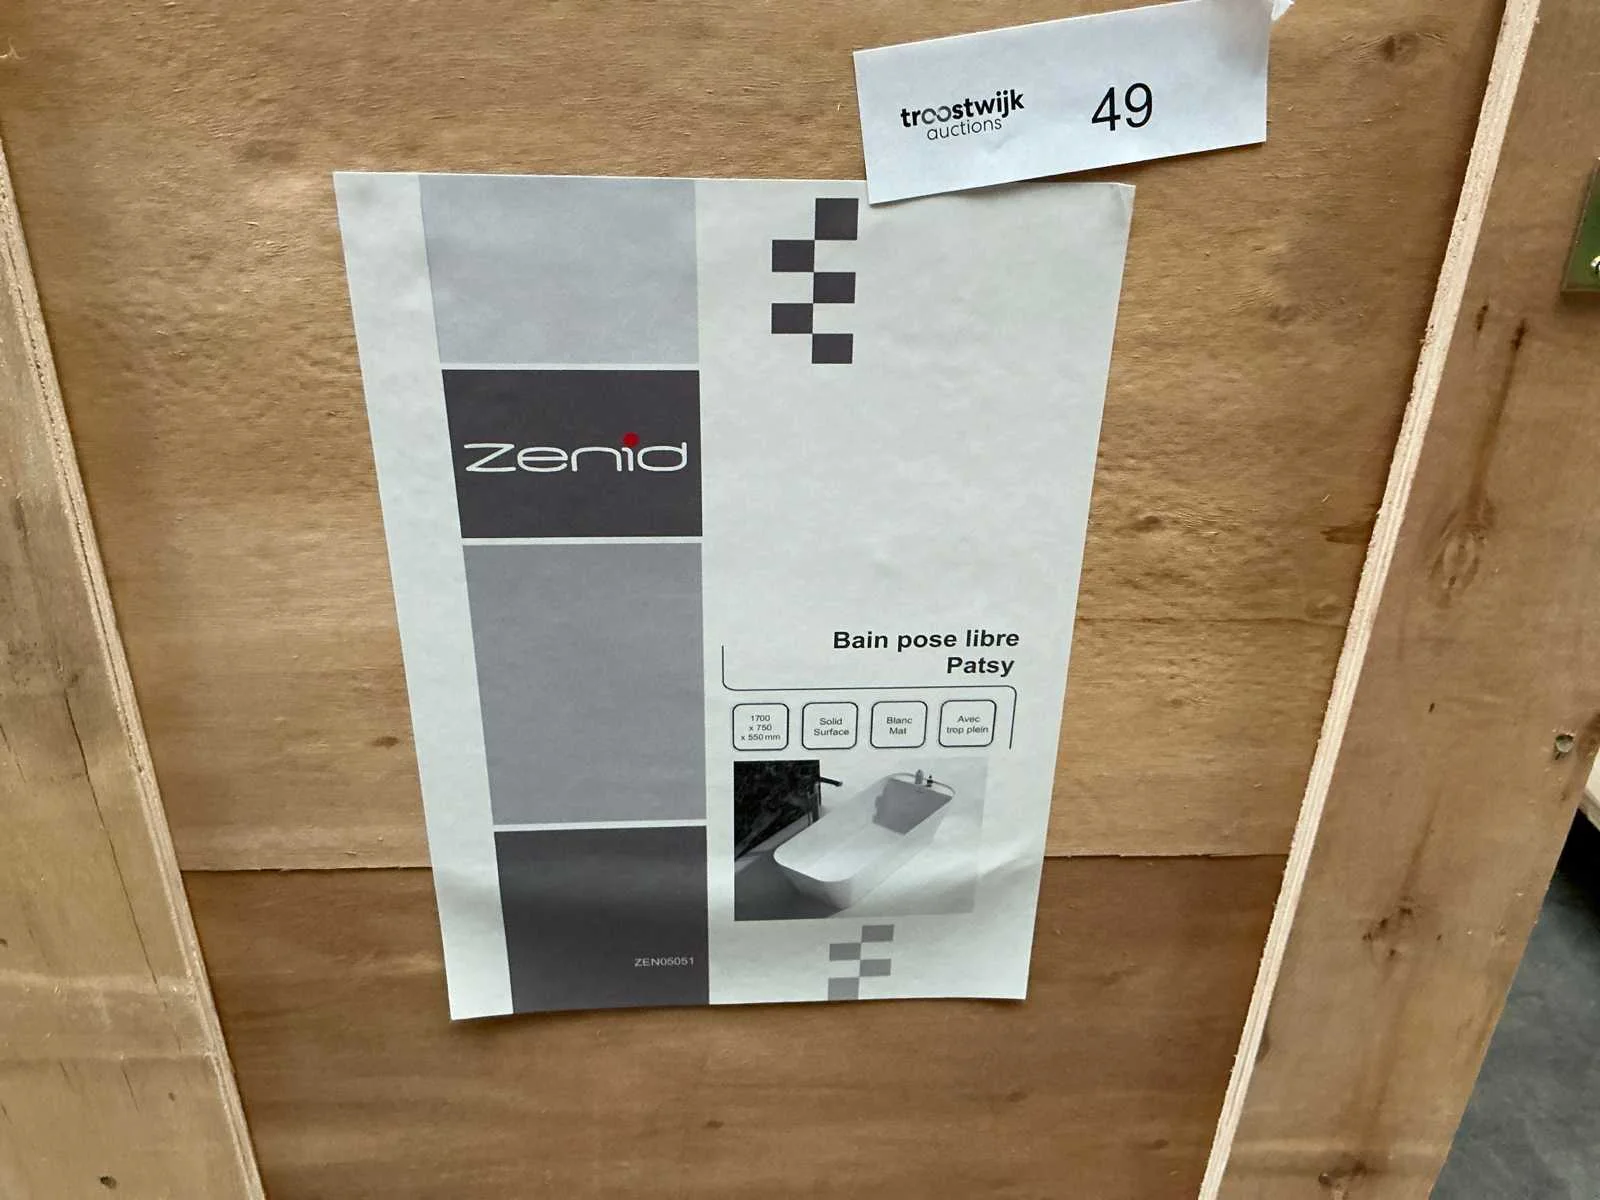 troostwijk
auctions
49
zenid
Bain pose libre
Patsy
1700
x 750
x 550 mm
Solid
Surface
Blanc
Mat
Avec
trop plein
ZEN05051